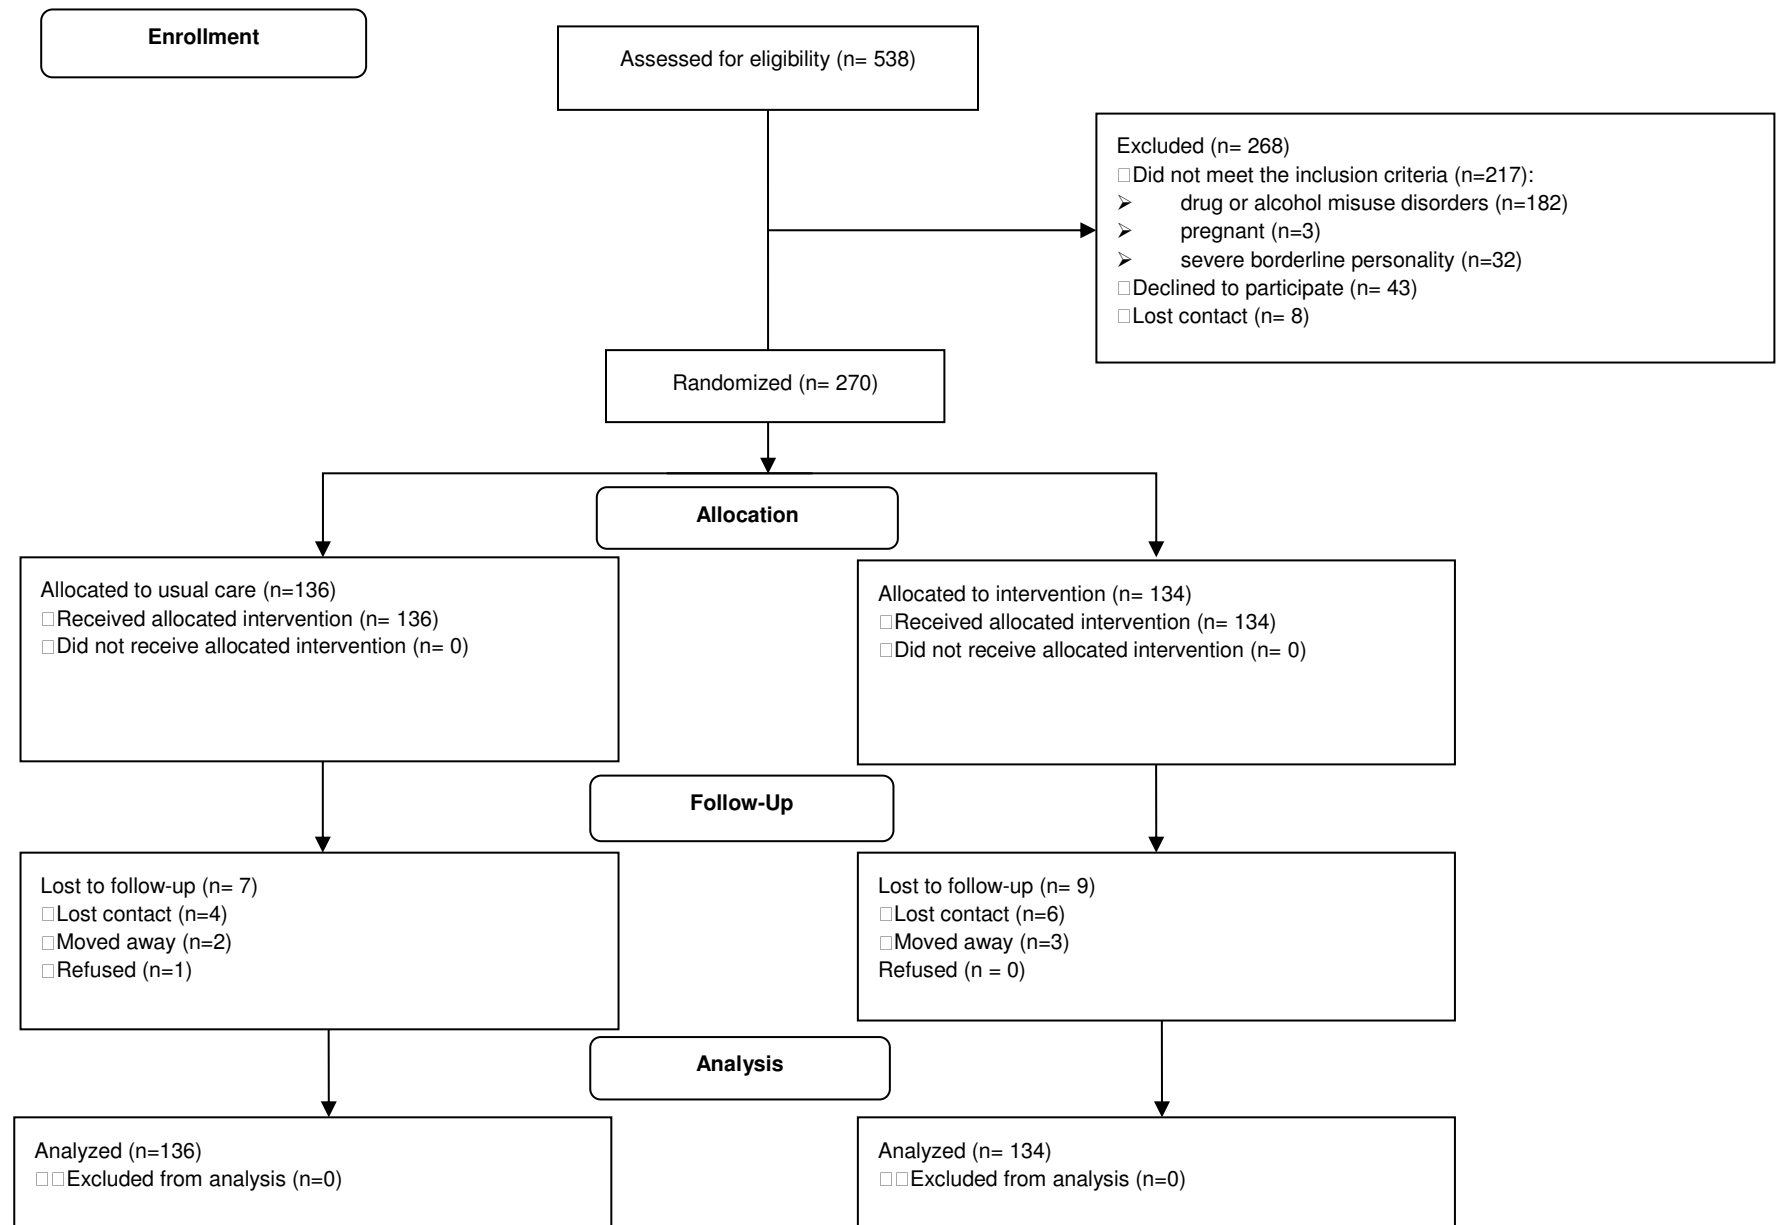 Enrollment
Assessed for eligibility (n= 538)
Excluded (n= 268)
□Did not meet the inclusion criteria (n=217):
➢ drug or alcohol misuse disorders (n=182)
➢ pregnant (n=3)
➢ severe borderline personality (n=32)
□Declined to participate (n= 43)
□Lost contact (n= 8)
Randomized (n= 270)
Allocation
Allocated to usual care (n=136)
□Received allocated intervention (n= 136)
□Did not receive allocated intervention (n= 0)
Allocated to intervention (n= 134)
□Received allocated intervention (n= 134)
□Did not receive allocated intervention (n= 0)
Follow-Up
Lost to follow-up (n= 7)
□Lost contact (n=4)
□Moved away (n=2)
□Refused (n=1)
Lost to follow-up (n= 9)
□Lost contact (n=6)
□Moved away (n=3)
Refused (n = 0)
Analysis
Analyzed (n=136)
□□Excluded from analysis (n=0)
Analyzed (n= 134)
□□Excluded from analysis (n=0)